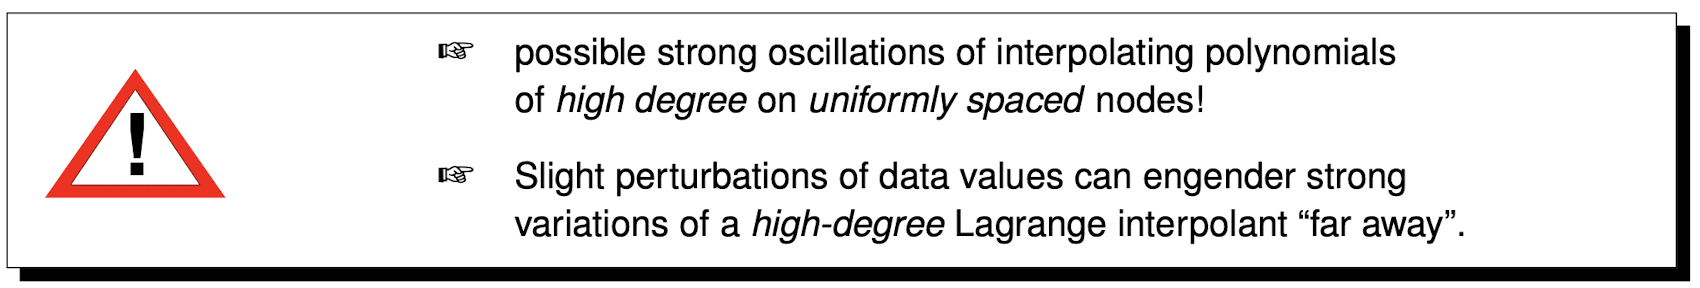 ☞ possible strong oscillations of interpolating polynomials
of high degree on uniformly spaced nodes!
!
☞ Slight perturbations of data values can engender strong
variations of a high-degree Lagrange interpolant “far away”.